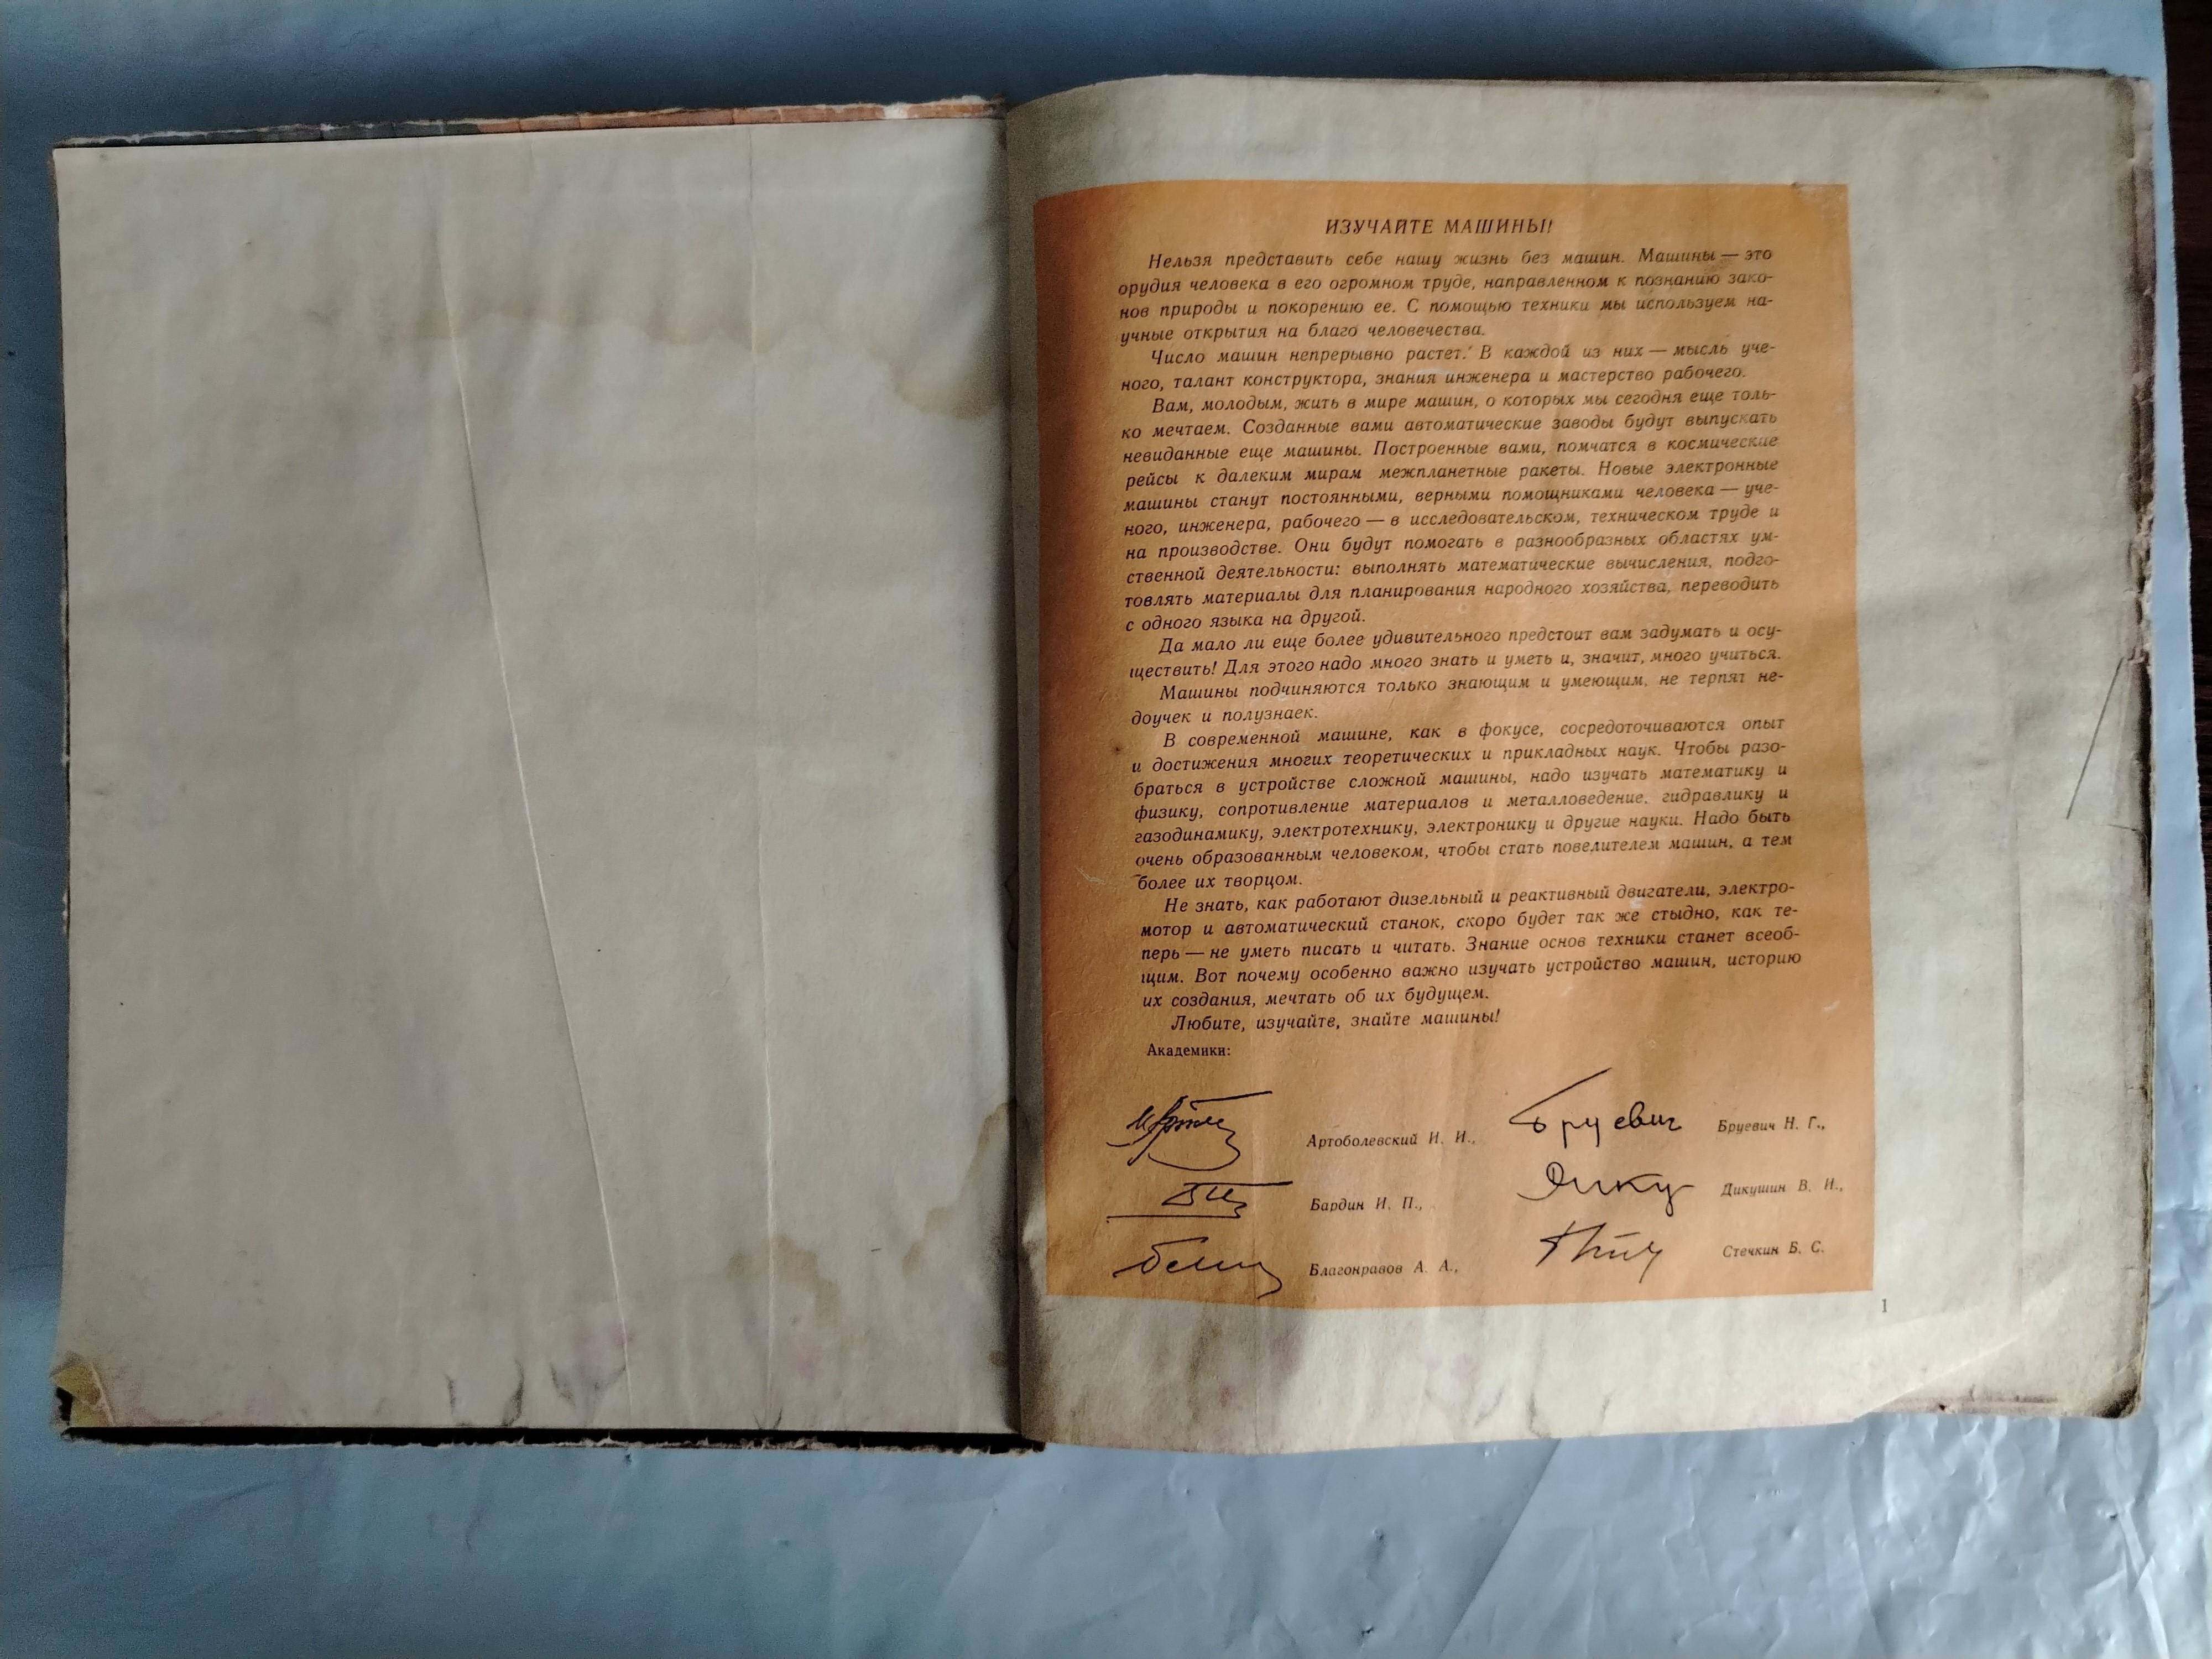 ИЗУЧАЙТЕ МАШИНЫ!
Нельзя представить себе нашу жизнь без машин. Машины — это
орудия человека в его огромном труде, направленном к познанию зако-
нов природы и покорению ее. С помощью техники мы используем на-
учные открытия на благо человечества.
Число машин непрерывно растет. В каждой из них — мысль уче-
ного, талант конструктора, знания инженера и мастерство рабочего.
Вам, молодым, жить в мире машин, о которых мы сегодня еще толь-
ко мечтаем. Созданные вами автоматические заводы будут выпускать
невиданные еще машины. Построенные вами, помчатся в космические
рейсы к далеким мирам межпланетные ракеты. Новые электронные
машины станут постоянными, верными помощниками человека — уче-
ного, инженера, рабочего — в исследовательском, техническом труде и
на производстве. Они будут помогать в разнообразных областях ум-
ственной деятельности: выполнять математические вычисления, подго-
товлять материалы для планирования народного хозяйства, переводить
с одного языка на другой.
Да мало ли еще более удивительного предстоит вам задумать и осу-
ществить! Для этого надо много знать и уметь и, значит, много учиться.
Машины подчиняются только знающим и умеющим, не терпят не-
доучек и полузнаек.
В современной машине, как в фокусе, сосредоточиваются опыт
и достижения многих теоретических и прикладных наук. Чтобы разо-
браться в устройстве сложной машины, надо изучать математику и
физику, сопротивление материалов и металловедение, гидравлику и
газодинамику, электротехнику, электронику и другие науки. Надо быть
очень образованным человеком, чтобы стать повелителем машин, а тем
более их творцом.
Не знать, как работают дизельный и реактивный двигатели, электро-
мотор и автоматический станок, скоро будет так же стыдно, как те-
перь — не уметь писать и читать. Знание основ техники станет всеоб-
щим. Вот почему особенно важно изучать устройство машин, историю
их создания, мечтать об их будущем.
Любите, изучайте, знайте машины!
Академики:
Артоболевский И. И., Бруевич Бруевич Н. Г.,
Бардин И. П., Дикушин В. И.,
Благонравов А. А., Стечкин Б. С.
1